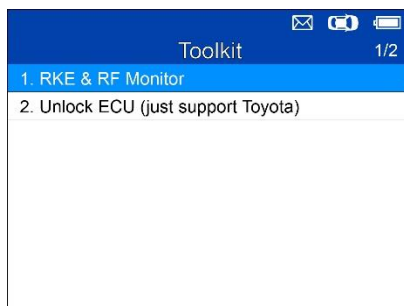 Toolkit 1/2
1. RKE & RF Monitor
2. Unlock ECU (just support Toyota)